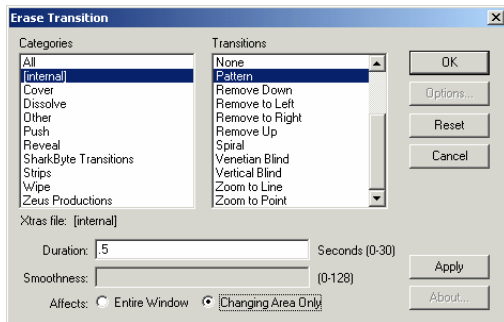 Erase Transition
Categories
All
[internal]
Cover
Dissolve
Other
Push
Reveal
SharkByte Transitions
Strips
Wipe
Zeus Productions
Transitions
None
Pattern
Remove Down
Remove to Left
Remove to Right
Remove Up
Spiral
Venetian Blind
Vertical Blind
Zoom to Line
Zoom to Point
OK
Options...
Reset
Cancel
Xtras file: [internal]
Duration: .5 Seconds (0-30)
Smoothness: (0-128)
Affects: Entire Window Changing Area Only
Apply
About...